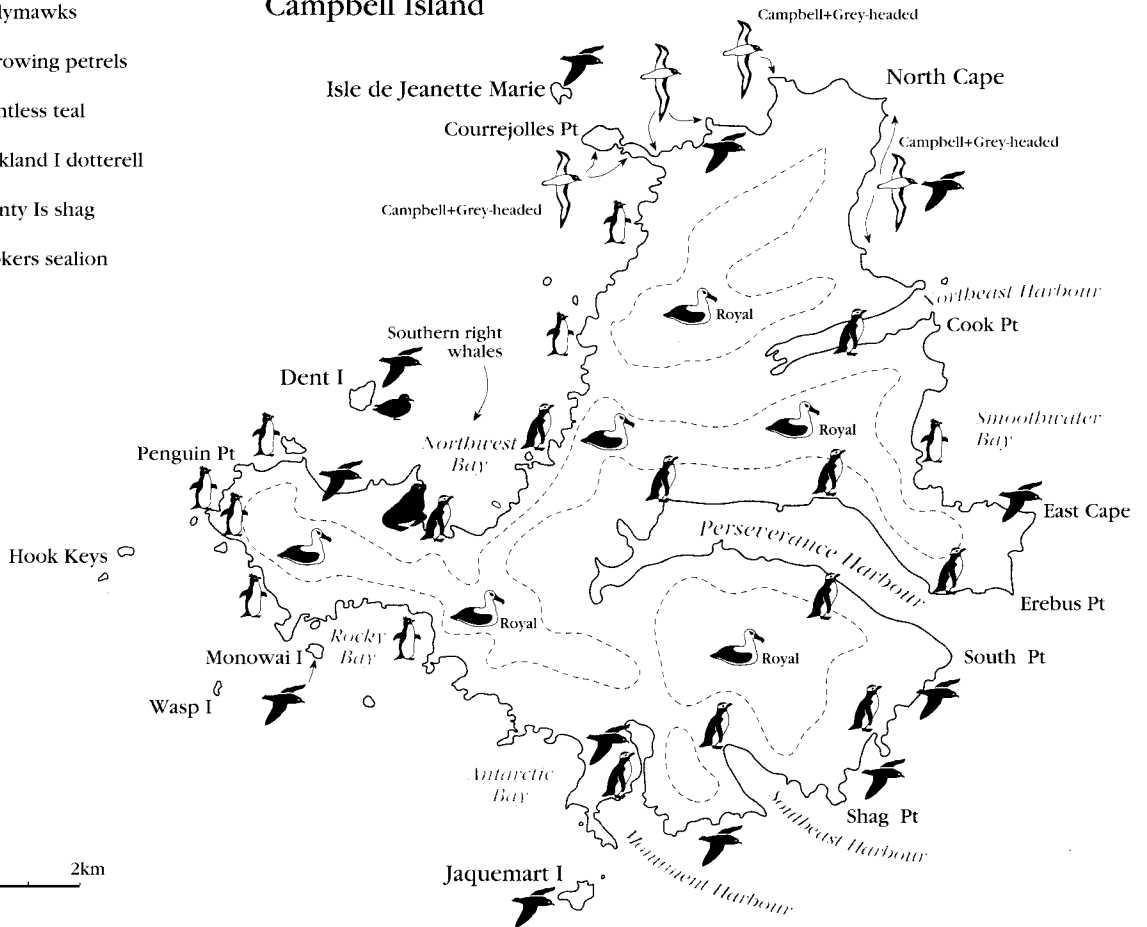 Campbell Island
lymawks
rowing petrels
ntless teal
kland I dotterell
nty Is shag
kers sealion
Campbell+Grey-headed
Isle de Jeanette Marie
North Cape
Courrejolles Pt
Campbell+Grey-headed
Campbell+Grey-headed
ortheast Harbour
Royal
Cook Pt
Southern right
whales
Dent I
Northwest
Bay
Royal
Smoothwater
Bay
Penguin Pt
East Cape
Perseverance Harbour
Hook Keys
Erebus Pt
Royal
Rocky
Bay
Monowai I
Royal
South Pt
Wasp I
Antarctic
Bay
Shag Pt
Southeast Harbour
Monument Harbour
2km
Jaquemart I